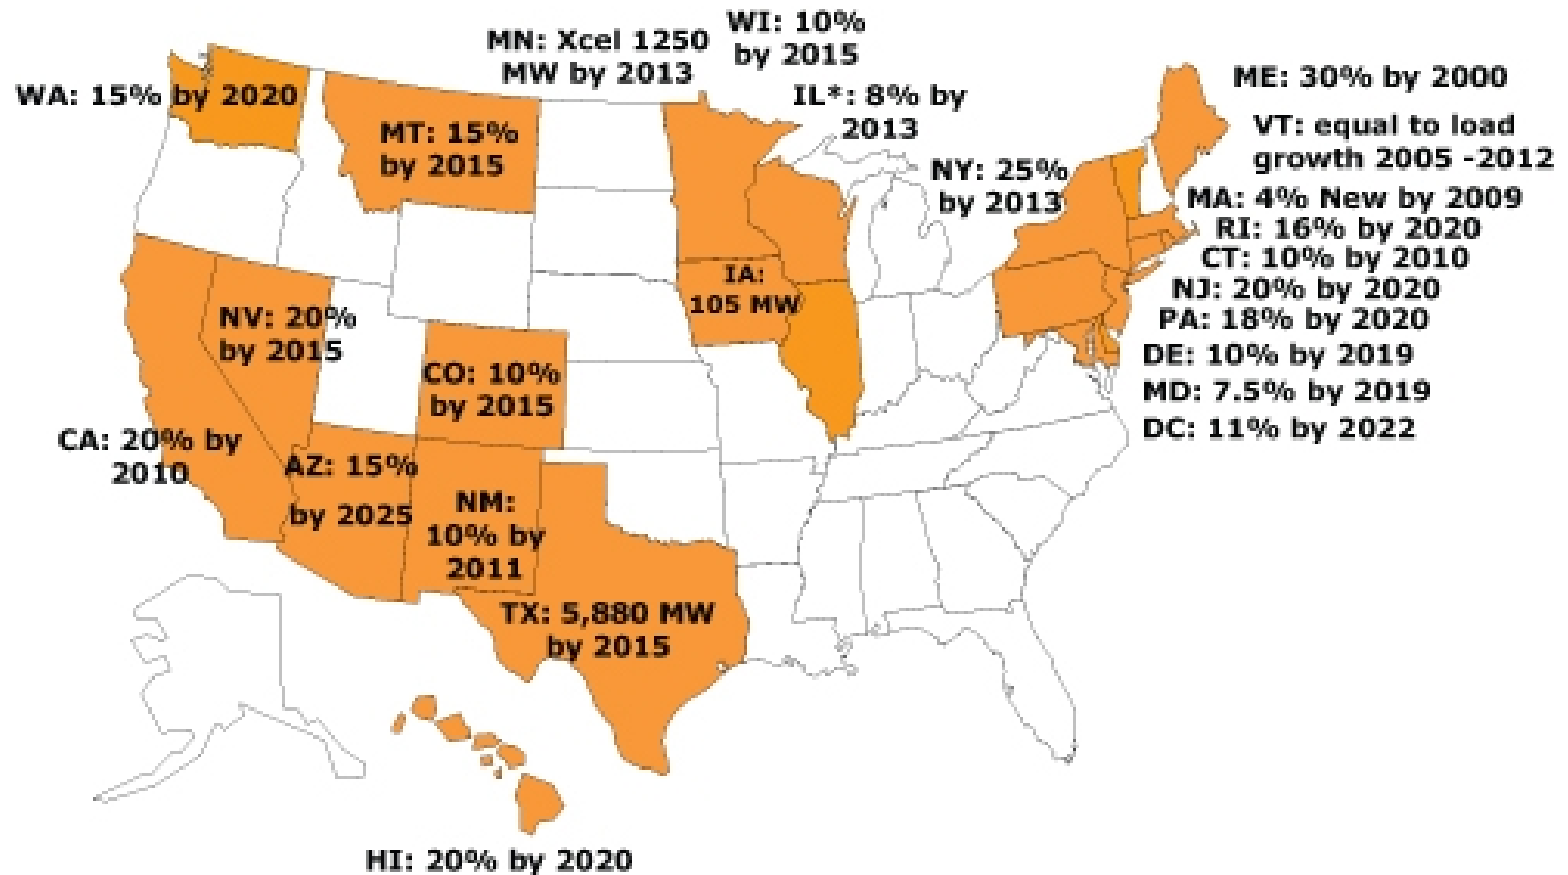 WA: 15% by 2020
MN: Xcel 1250
MW by 2013
WI: 10%
by 2015
IL*: 8% by
2013
MT: 15%
by 2015
NY: 25%
by 2013
ME: 30% by 2000
VT: equal to load
growth 2005 -2012
MA: 4% New by 2009
RI: 16% by 2020
CT: 10% by 2010
NJ: 20% by 2020
PA: 18% by 2020
DE: 10% by 2019
MD: 7.5% by 2019
DC: 11% by 2022
IA:
105 MW
NV: 20%
by 2015
CO: 10%
by 2015
CA: 20% by
2010
AZ: 15%
by 2025
NM:
10% by
2011
TX: 5,880 MW
by 2015
HI: 20% by 2020